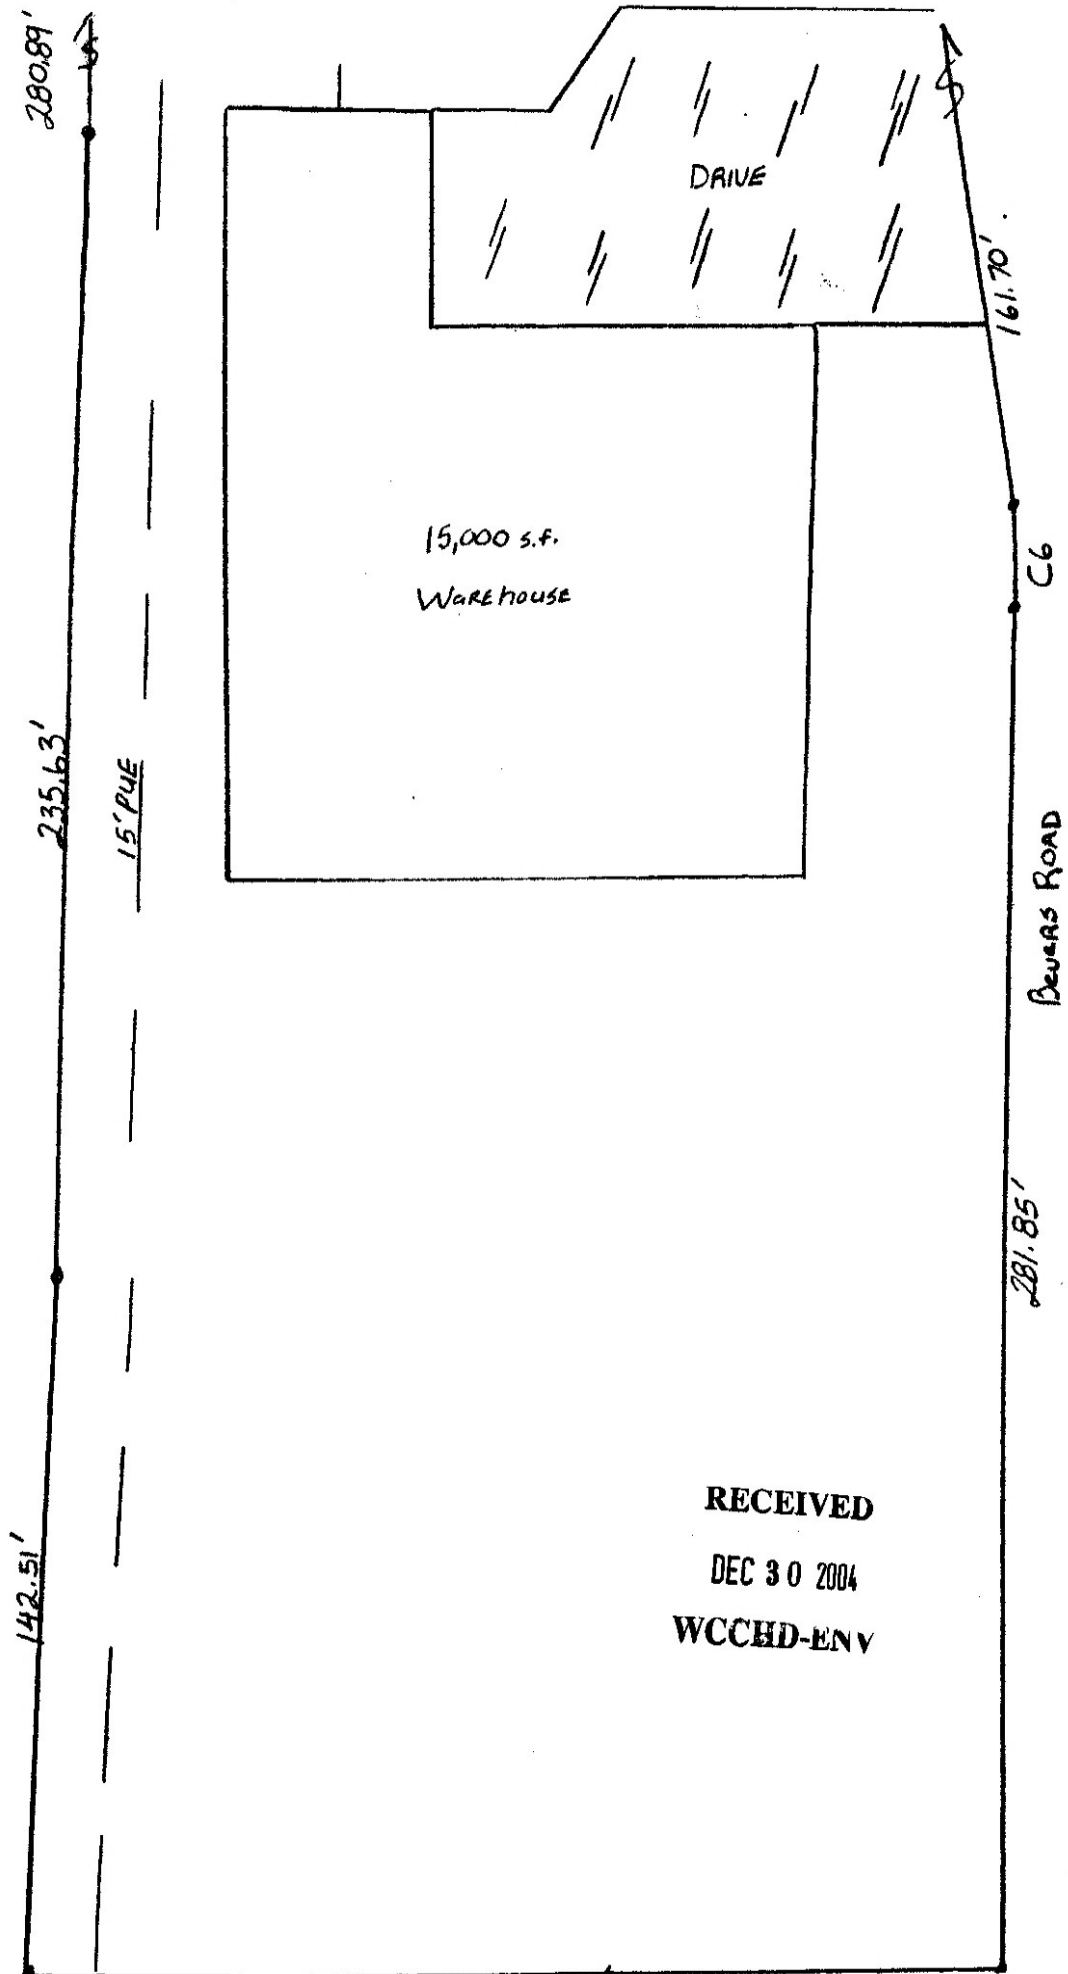 280.89'
DRIVE
161.70'
15,000 s.f.
WAREhouse
C6
235.63'
15' PUE
Bevers ROAD
281.85'
142.51'
RECEIVED
DEC 30 2004
WCCHD-ENV